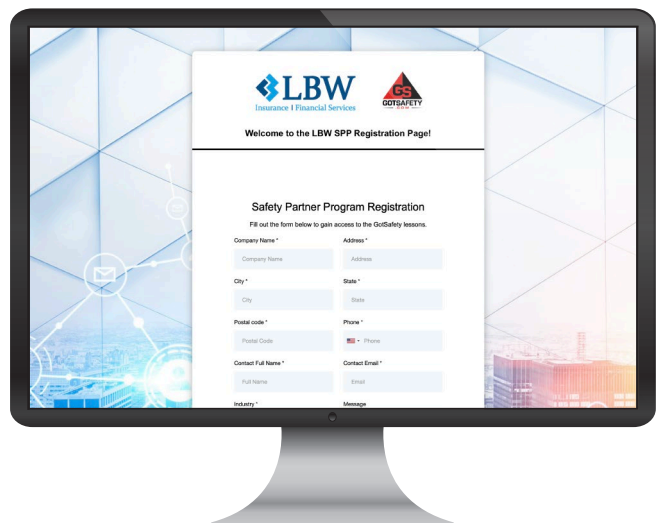 LBW
Insurance | Financial Services
GS
GOTSAFETY
.COM
Welcome to the LBW SPP Registration Page!
Safety Partner Program Registration
Fill out the form below to gain access to the GotSafety lessons.
Company Name * Address *
Company Name Address
City * State *
City State
Postal code * Phone *
Postal Code Phone
Contact Full Name * Contact Email *
Full Name Email
Industry * Message